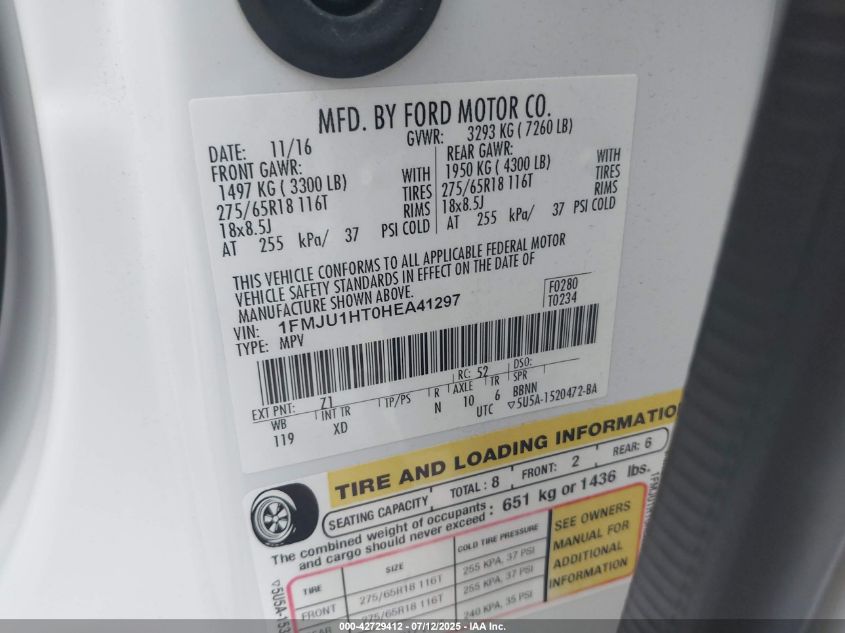 MFD. BY FORD MOTOR CO.
DATE: 11/16 GVWR: 3293 KG ( 7260 LB)
FRONT GAWR: REAR GAWR:
1497 KG ( 3300 LB) WITH 1950 KG ( 4300 LB) WITH
275/65R18 116T TIRES 275/65R18 116T TIRES
18x8.5J RIMS 18x8.5J RIMS
AT 255 kPa/ 37 PSI COLD AT 255 kPa/ 37 PSI COLD
THIS VEHICLE CONFORMS TO ALL APPLICABLE FEDERAL MOTOR
VEHICLE SAFETY STANDARDS IN EFFECT ON THE DATE OF
MANUFACTURE SHOWN ABOVE.
F0280
VIN: 1FMJU1HT0HEA41297 T0234
TYPE: MPV
EXT PNT: Z1 RC: 52 DSO:
WB INT TR TP/PS R AXLE TR SPR
119 XD N 10 6 BBNN
UTC ▽5U5A-1520472-BA
TIRE AND LOADING INFORMATIO
SEATING CAPACITY TOTAL: 8 FRONT: 2 REAR: 6
The combined weight of occupants and cargo should never exceed : 651 kg or 1436 lbs.
TIRE SIZE COLD TIRE PRESSURE
FRONT 275/65R18 116T 255 KPA, 37 PSI
275/65R18 116T 255 KPA, 37 PSI
240 KPA, 35 PSI
SEE OWNERS
MANUAL FOR
ADDITIONAL
INFORMATION
000-42729412 - 07/12/2025 - IAA Inc.